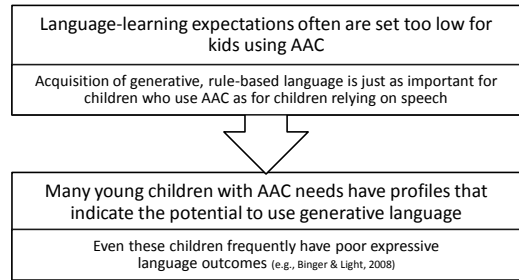 Language-learning expectations often are set too low for
kids using AAC
Acquisition of generative, rule-based language is just as important for
children who use AAC as for children relying on speech
Many young children with AAC needs have profiles that
indicate the potential to use generative language
Even these children frequently have poor expressive
language outcomes (e.g., Binger & Light, 2008)